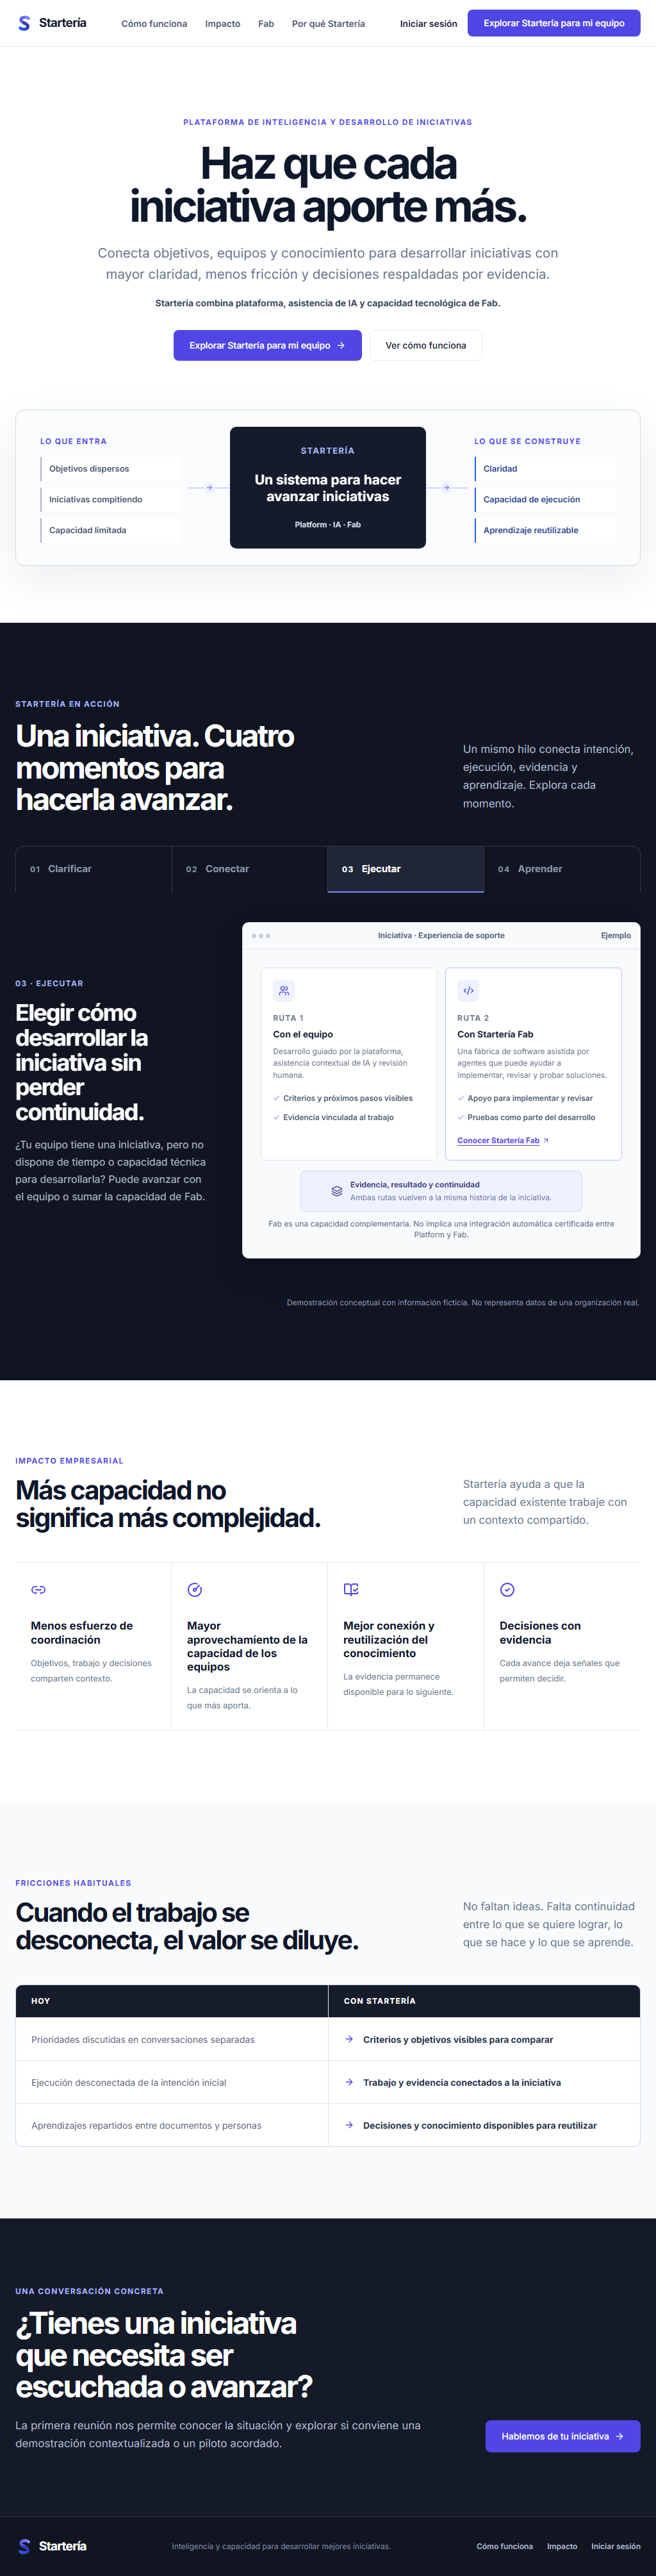 Startería
Cómo funciona
Impacto
Fab
Por qué Startería
Iniciar sesión
Explorar Startería para mi equipo
PLATAFORMA DE INTELIGENCIA Y DESARROLLO DE INICIATIVAS
Haz que cada
iniciativa aporte más.
Conecta objetivos, equipos y conocimiento para desarrollar iniciativas con
mayor claridad, menos fricción y decisiones respaldadas por evidencia.
Startería combina plataforma, asistencia de IA y capacidad tecnológica de Fab.
Explorar Startería para mi equipo
Ver cómo funciona
LO QUE ENTRA
Objetivos dispersos
Iniciativas compitiendo
Capacidad limitada
STARTERÍA
Un sistema para hacer
avanzar iniciativas
Platform · IA · Fab
LO QUE SE CONSTRUYE
Claridad
Capacidad de ejecución
Aprendizaje reutilizable
STARTERÍA EN ACCIÓN
Una iniciativa. Cuatro
momentos para
hacerla avanzar.
Un mismo hilo conecta intención,
ejecución, evidencia y
aprendizaje. Explora cada
momento.
01 Clarificar
02 Conectar
03 Ejecutar
04 Aprender
03 · EJECUTAR
Elegir cómo
desarrollar la
iniciativa sin
perder
continuidad.
¿Tu equipo tiene una iniciativa, pero no
dispone de tiempo o capacidad técnica
para desarrollarla? Puede avanzar con
el equipo o sumar la capacidad de Fab.
Iniciativa · Experiencia de soporte
Ejemplo
RUTA 1
Con el equipo
Desarrollo guiado por la plataforma,
asistencia contextual de IA y revisión
humana.
Criterios y próximos pasos visibles
Evidencia vinculada al trabajo
RUTA 2
Con Startería Fab
Una fábrica de software asistida por
agentes que puede ayudar a
implementar, revisar y probar soluciones.
Apoyo para implementar y revisar
Pruebas como parte del desarrollo
Conocer Startería Fab
Evidencia, resultado y continuidad
Ambas rutas vuelven a la misma historia de la iniciativa.
Fab es una capacidad complementaria. No implica una integración automática certificada entre
Platform y Fab.
Demostración conceptual con información ficticia. No representa datos de una organización real.
IMPACTO EMPRESARIAL
Más capacidad no
significa más complejidad.
Startería ayuda a que la
capacidad existente trabaje con
un contexto compartido.
Menos esfuerzo de
coordinación
Objetivos, trabajo y decisiones
comparten contexto.
Mayor
aprovechamiento de la
capacidad de los
equipos
La capacidad se orienta a lo
que más aporta.
Mejor conexión y
reutilización del
conocimiento
La evidencia permanece
disponible para lo siguiente.
Decisiones con
evidencia
Cada avance deja señales que
permiten decidir.
FRICCIONES HABITUALES
Cuando el trabajo se
desconecta, el valor se diluye.
No faltan ideas. Falta continuidad
entre lo que se quiere lograr, lo
que se hace y lo que se aprende.
HOY
CON STARTERÍA
Prioridades discutidas en conversaciones separadas
Criterios y objetivos visibles para comparar
Ejecución desconectada de la intención inicial
Trabajo y evidencia conectados a la iniciativa
Aprendizajes repartidos entre documentos y personas
Decisiones y conocimiento disponibles para reutilizar
UNA CONVERSACIÓN CONCRETA
¿Tienes una iniciativa
que necesita ser
escuchada o avanzar?
La primera reunión nos permite conocer la situación y explorar si conviene una
demostración contextualizada o un piloto acordado.
Hablemos de tu iniciativa
Startería
Inteligencia y capacidad para desarrollar mejores iniciativas.
Cómo funciona
Impacto
Iniciar sesión